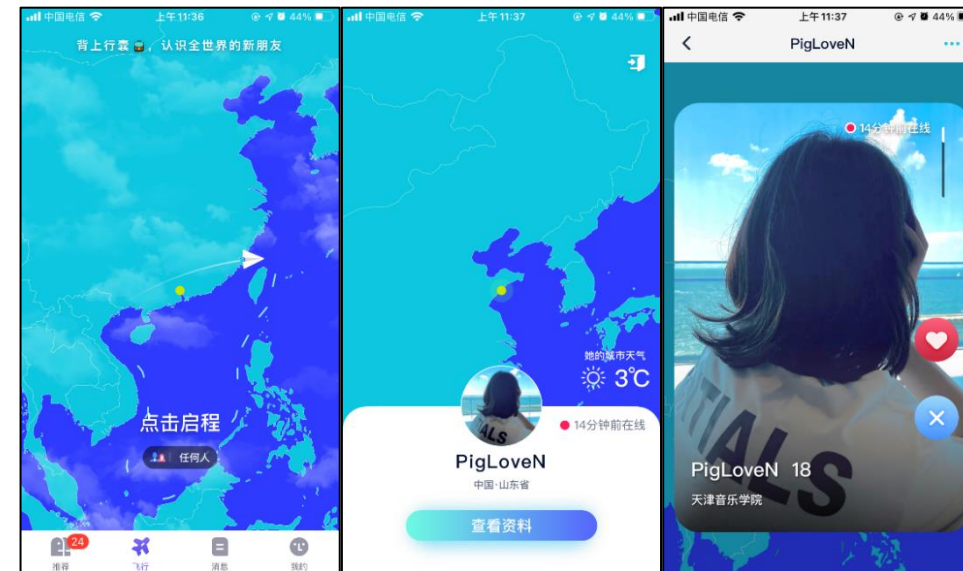 中国电信
上午11:36
44%
背上行囊，认识全世界的新朋友
点击启程
任何人
24
推荐
飞行
消息
我的
中国电信
上午11:37
44%
她的城市天气
3℃
14分钟前在线
PigLoveN
中国·山东省
查看资料
中国电信
上午11:37
44%
PigLoveN
14分钟前在线
TIALS
PigLoveN 18
天津音乐学院